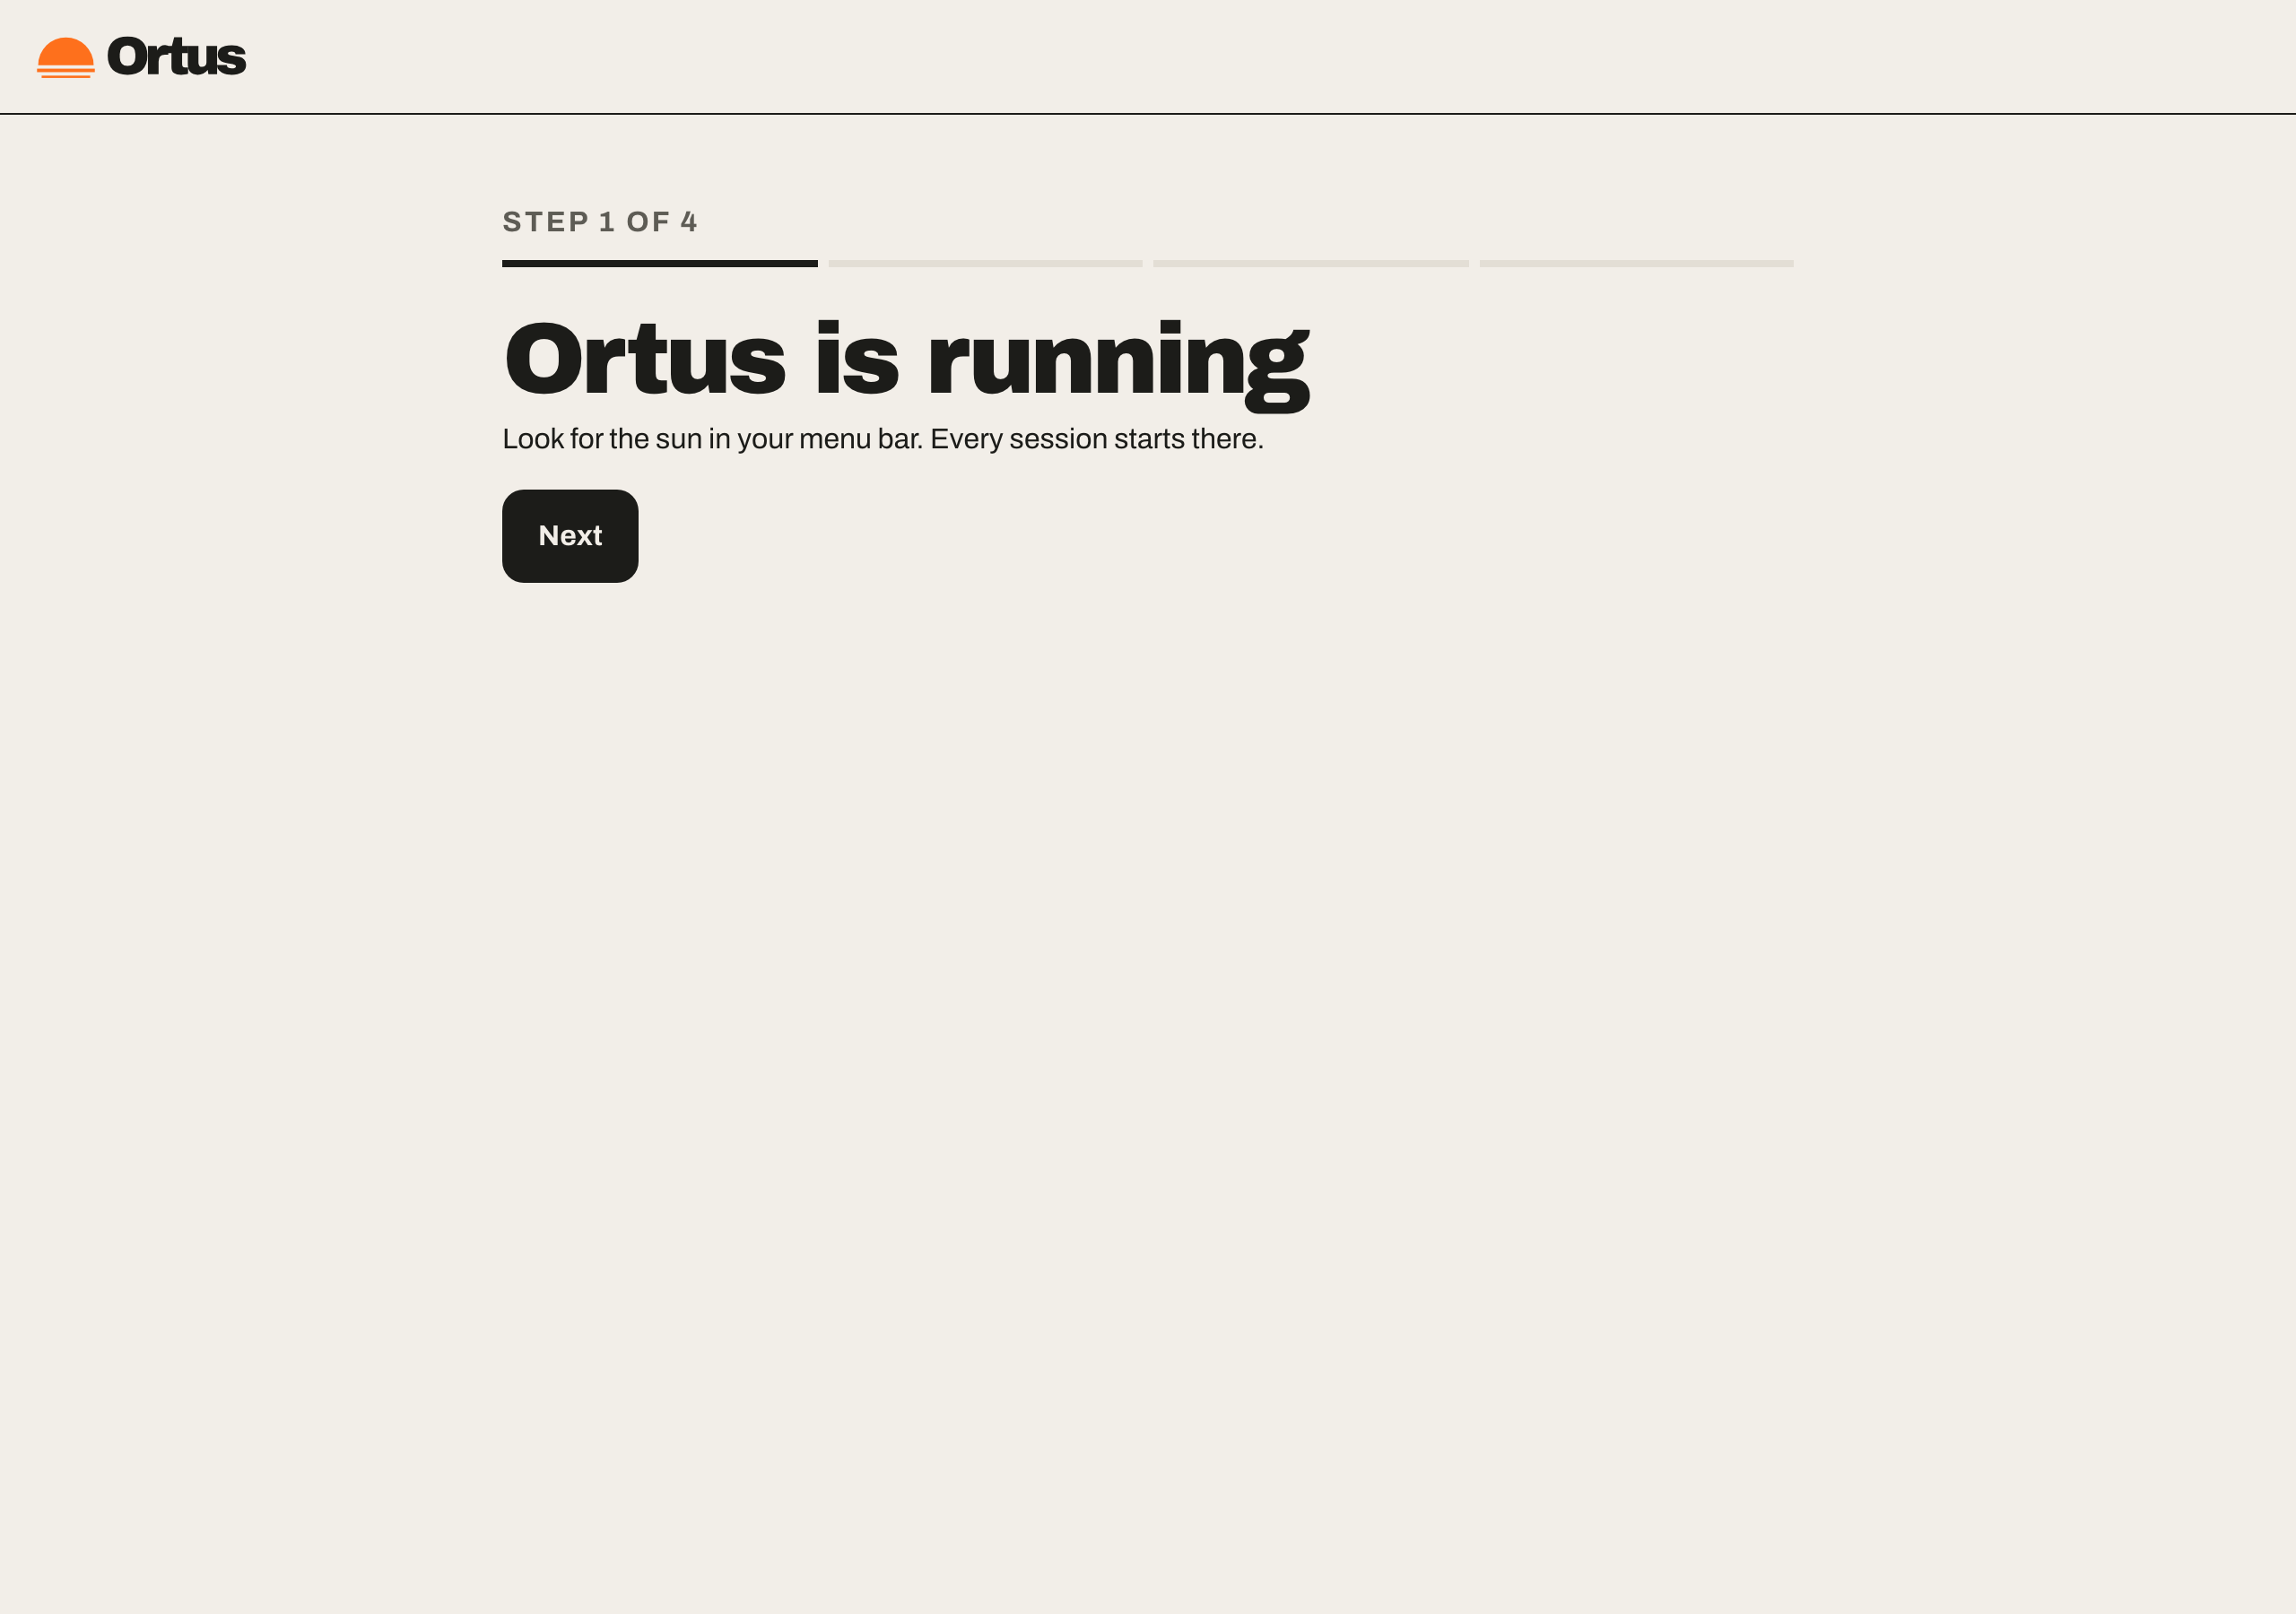 Ortus
STEP 1 OF 4
Ortus is running
Look for the sun in your menu bar. Every session starts there.
Next